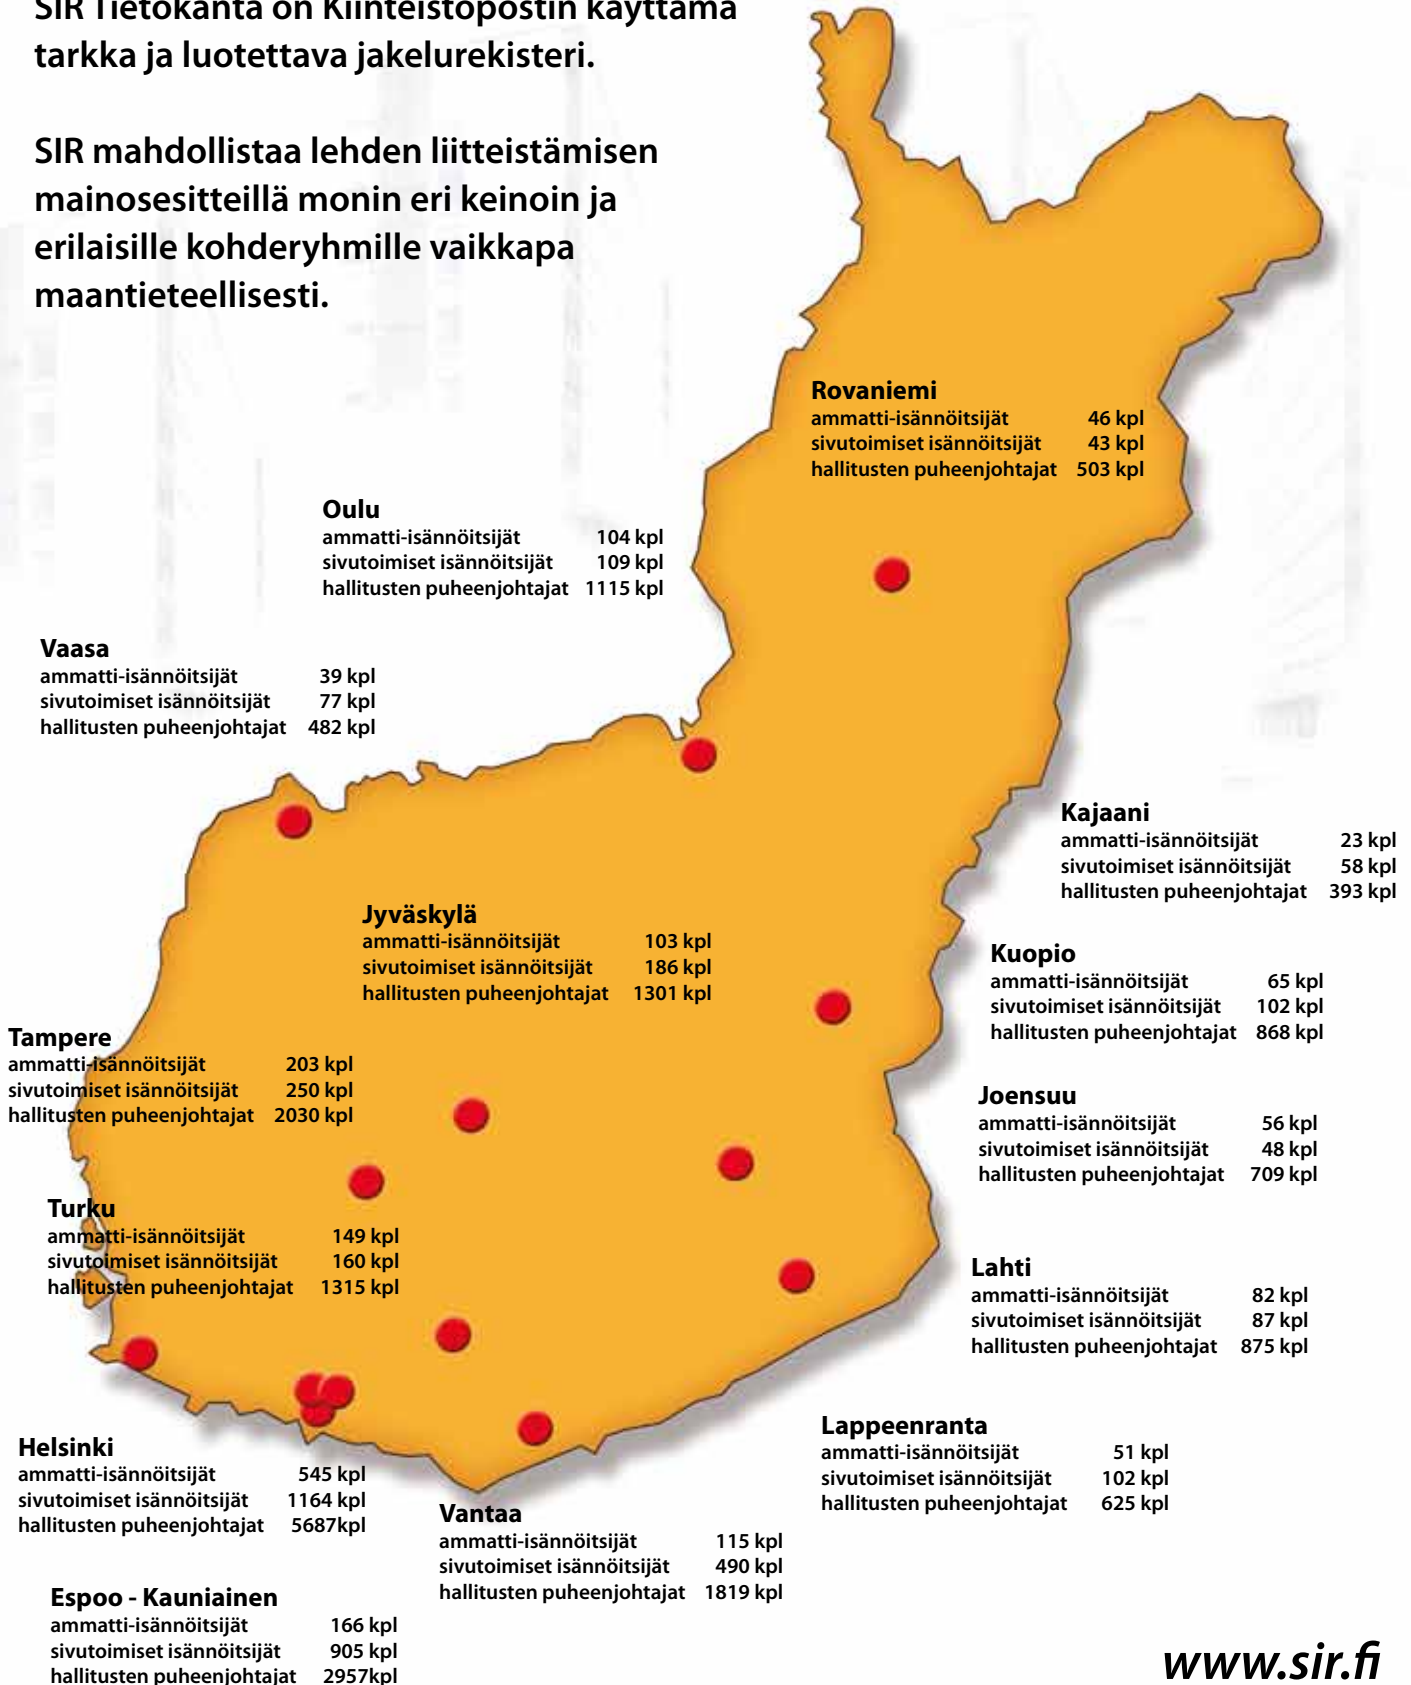 SIR Tietokanta on Kiinteistöpostin käyttämä
tarkka ja luotettava jakelurekisteri.
SIR mahdollistaa lehden liitteistämisen
mainosesitteillä monin eri keinoin ja
erilaisille kohderyhmille vaikkapa
maantieteellisesti.
Rovaniemi
ammatti-isännöitsijät 46 kpl
sivutoimiset isännöitsijät 43 kpl
hallitusten puheenjohtajat 503 kpl
Oulu
ammatti-isännöitsijät 104 kpl
sivutoimiset isännöitsijät 109 kpl
hallitusten puheenjohtajat 1115 kpl
Vaasa
ammatti-isännöitsijät 39 kpl
sivutoimiset isännöitsijät 77 kpl
hallitusten puheenjohtajat 482 kpl
Kajaani
ammatti-isännöitsijät 23 kpl
sivutoimiset isännöitsijät 58 kpl
hallitusten puheenjohtajat 393 kpl
Jyväskylä
ammatti-isännöitsijät 103 kpl
sivutoimiset isännöitsijät 186 kpl
hallitusten puheenjohtajat 1301 kpl
Kuopio
ammatti-isännöitsijät 65 kpl
sivutoimiset isännöitsijät 102 kpl
hallitusten puheenjohtajat 868 kpl
Tampere
ammatti-isännöitsijät 203 kpl
sivutoimiset isännöitsijät 250 kpl
hallitusten puheenjohtajat 2030 kpl
Joensuu
ammatti-isännöitsijät 56 kpl
sivutoimiset isännöitsijät 48 kpl
hallitusten puheenjohtajat 709 kpl
Turku
ammatti-isännöitsijät 149 kpl
sivutoimiset isännöitsijät 160 kpl
hallitusten puheenjohtajat 1315 kpl
Lahti
ammatti-isännöitsijät 82 kpl
sivutoimiset isännöitsijät 87 kpl
hallitusten puheenjohtajat 875 kpl
Lappeenranta
ammatti-isännöitsijät 51 kpl
sivutoimiset isännöitsijät 102 kpl
hallitusten puheenjohtajat 625 kpl
Helsinki
ammatti-isännöitsijät 545 kpl
sivutoimiset isännöitsijät 1164 kpl
hallitusten puheenjohtajat 5687kpl
Vantaa
ammatti-isännöitsijät 115 kpl
sivutoimiset isännöitsijät 490 kpl
hallitusten puheenjohtajat 1819 kpl
Espoo - Kauniainen
ammatti-isännöitsijät 166 kpl
sivutoimiset isännöitsijät 905 kpl
hallitusten puheenjohtajat 2957kpl
www.sir.fi